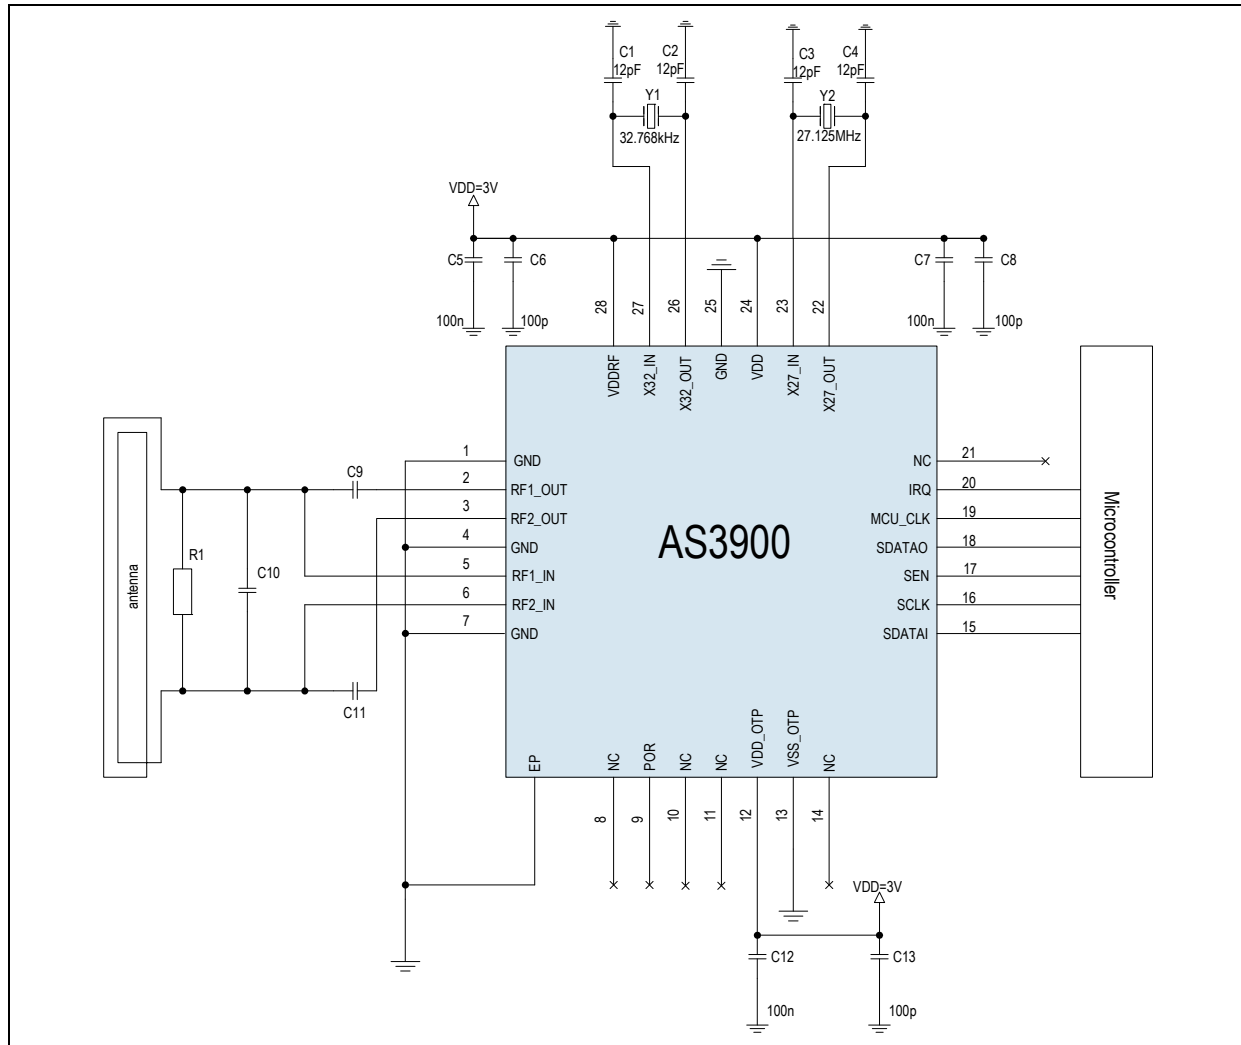 C1
12pF
C2
12pF
C3
12pF
C4
12pF
Y1
32.768kHz
Y2
27.125MHz
VDD=3V
C5
C6
C7
C8
100n
100p
100n
100p
28
27
26
25
24
23
22
VDDRF
X32_IN
X32_OUT
GND
VDD
X27_IN
X27_OUT
1
GND
2
RF1_OUT
3
RF2_OUT
4
GND
5
RF1_IN
6
RF2_IN
7
GND
C9
R1
C10
C11
antenna
AS3900
NC
21
IRQ
20
MCU_CLK
19
SDATAO
18
SEN
17
SCLK
16
SDATAI
15
Microcontroller
EP
NC
POR
NC
NC
VDD_OTP
VSS_OTP
NC
8
9
10
11
12
13
14
VDD=3V
C12
C13
100n
100p